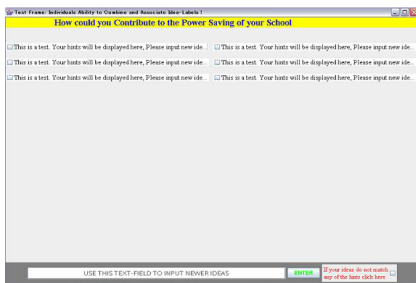 Test Frame: Individuals Ability to Combine and Associate Idea-Labels !
How could you Contribute to the Power Saving of your School
This is a test. Your hints will be displayed here, Please input new ide... This is a test. Your hints will be displayed here, Please input new ide...
This is a test. Your hints will be displayed here, Please input new ide... This is a test. Your hints will be displayed here, Please input new ide...
This is a test. Your hints will be displayed here, Please input new ide... This is a test. Your hints will be displayed here, Please input new ide...
USE THIS TEXT-FIELD TO INPUT NEWER IDEAS ENTER
If your ideas do not match
any of the hints click here